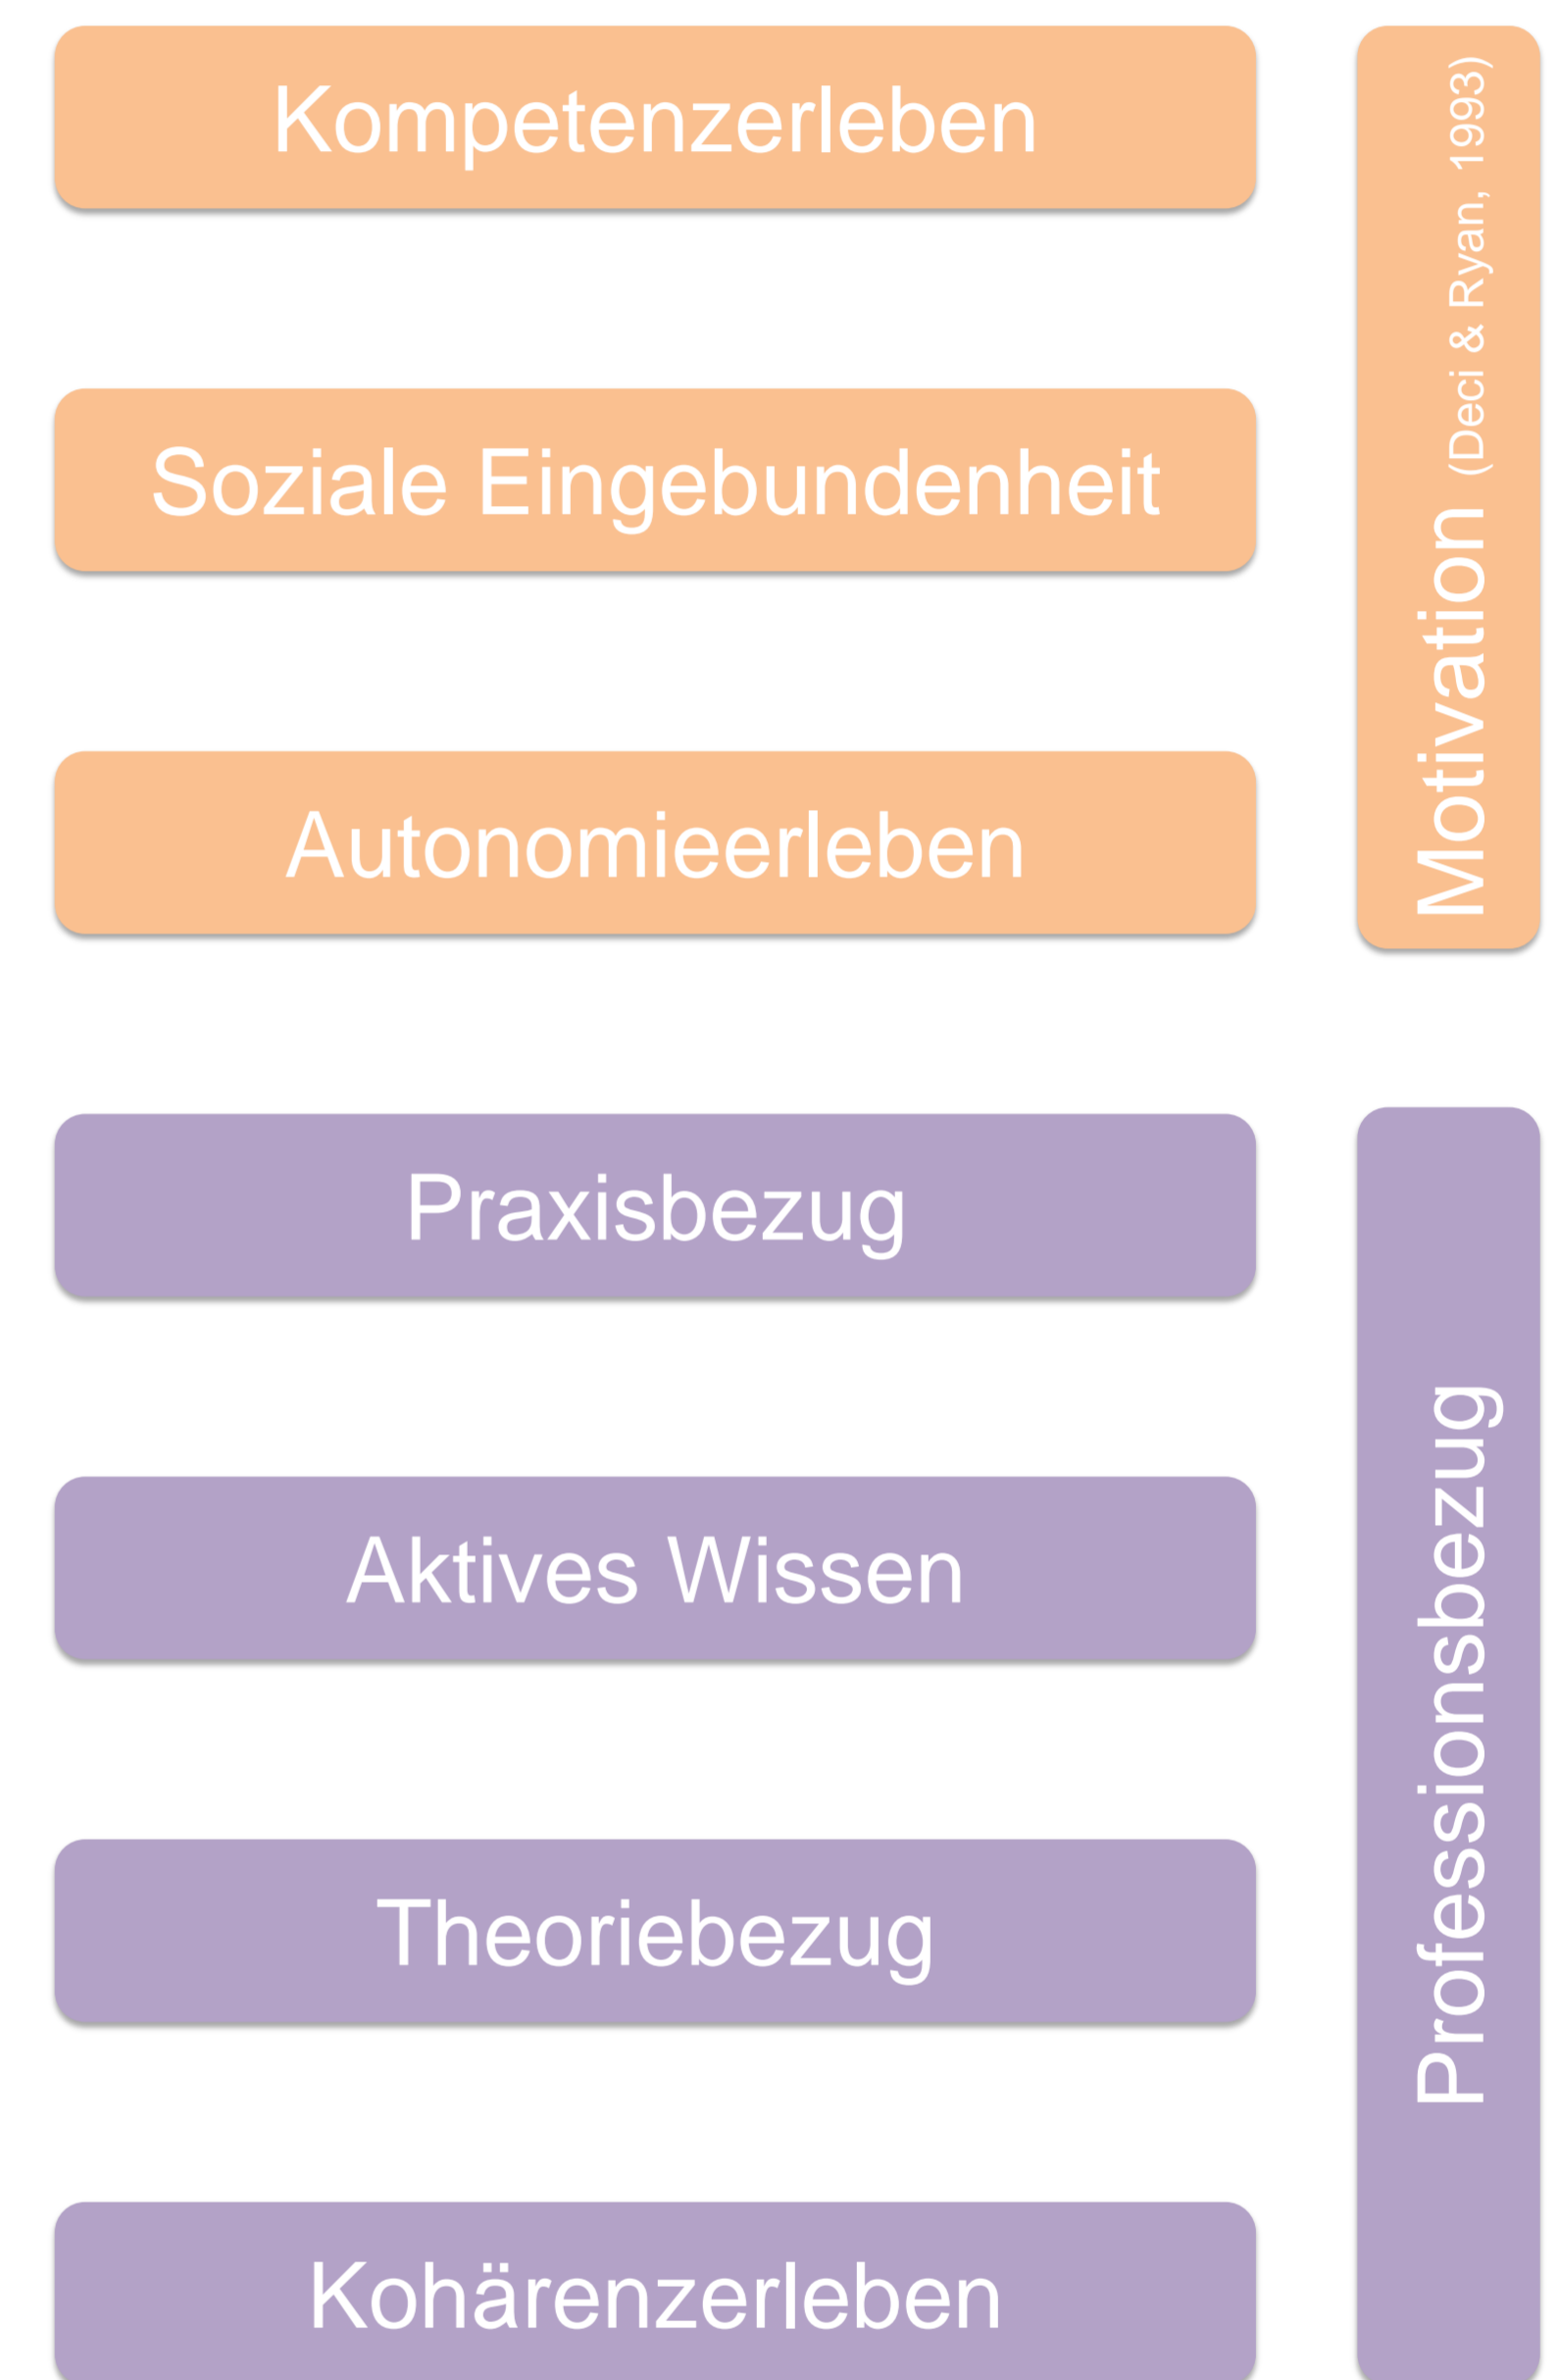 Kompetenzerleben
Soziale Eingebundenheit
Autonomieerleben
Motivation (Deci & Ryan, 1993)
Praxisbezug
Aktives Wissen
Theoriebezug
Kohärenzerleben
Professionsbezug